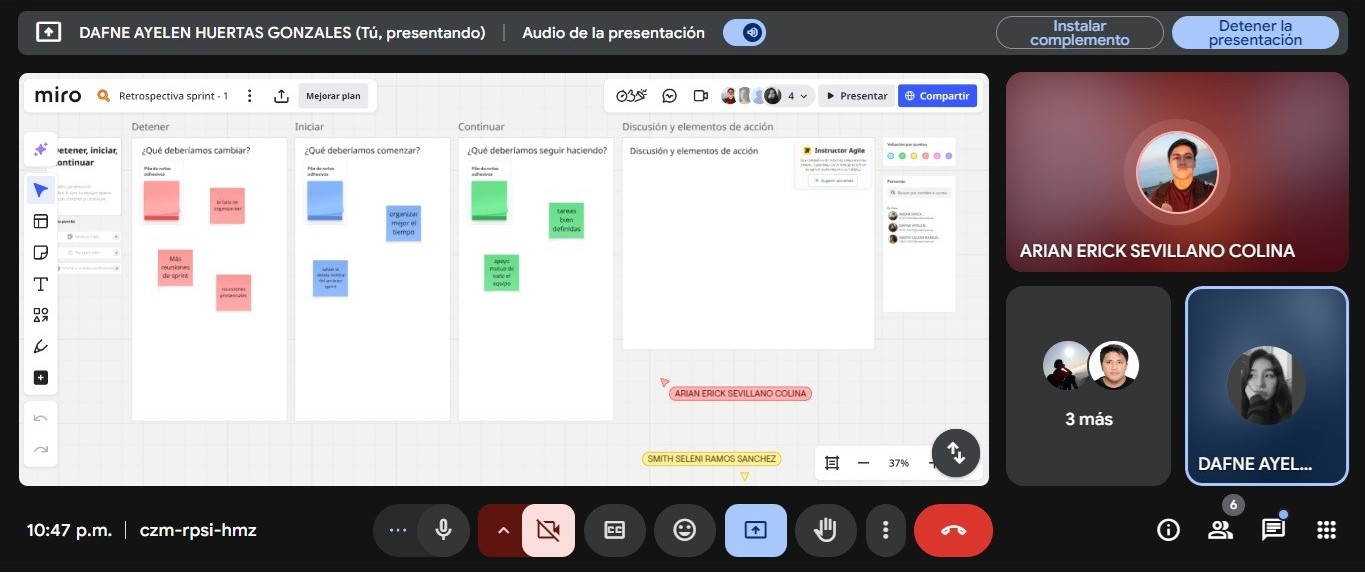 DAFNE AYELEN HUERTAS GONZALES (Tú, presentando)
Audio de la presentación
Instalar
complemento
Detener la
presentación
miro
Retrospectiva sprint - 1
Mejorar plan
4
Presentar
Compartir
Detener, iniciar,
continuar
Detener
¿Qué deberíamos cambiar?
Pila de notas
adhesivas
la falta de
organización
Más
reuniones
de sprint
reuniones
presenciales
Iniciar
¿Qué deberíamos comenzar?
Pila de notas
adhesivas
organizar
mejor el
tiempo
Continuar
¿Qué deberíamos seguir haciendo?
Pila de notas
adhesivas
tareas
bien
definidas
apoyo
mutuo de
todo el
equipo
Discusión y elementos de acción
Discusión y elementos de acción
Instructor Agile
Sugerir acciones
Votación por puntos
Personas
ARIAN ERICK SEVILLANO COLINA
SMITH SELENI RAMOS SANCHEZ
37%
ARIAN ERICK SEVILLANO COLINA
3 más
DAFNE AYEL...
10:47 p.m.
czm-rpsi-hmz
6